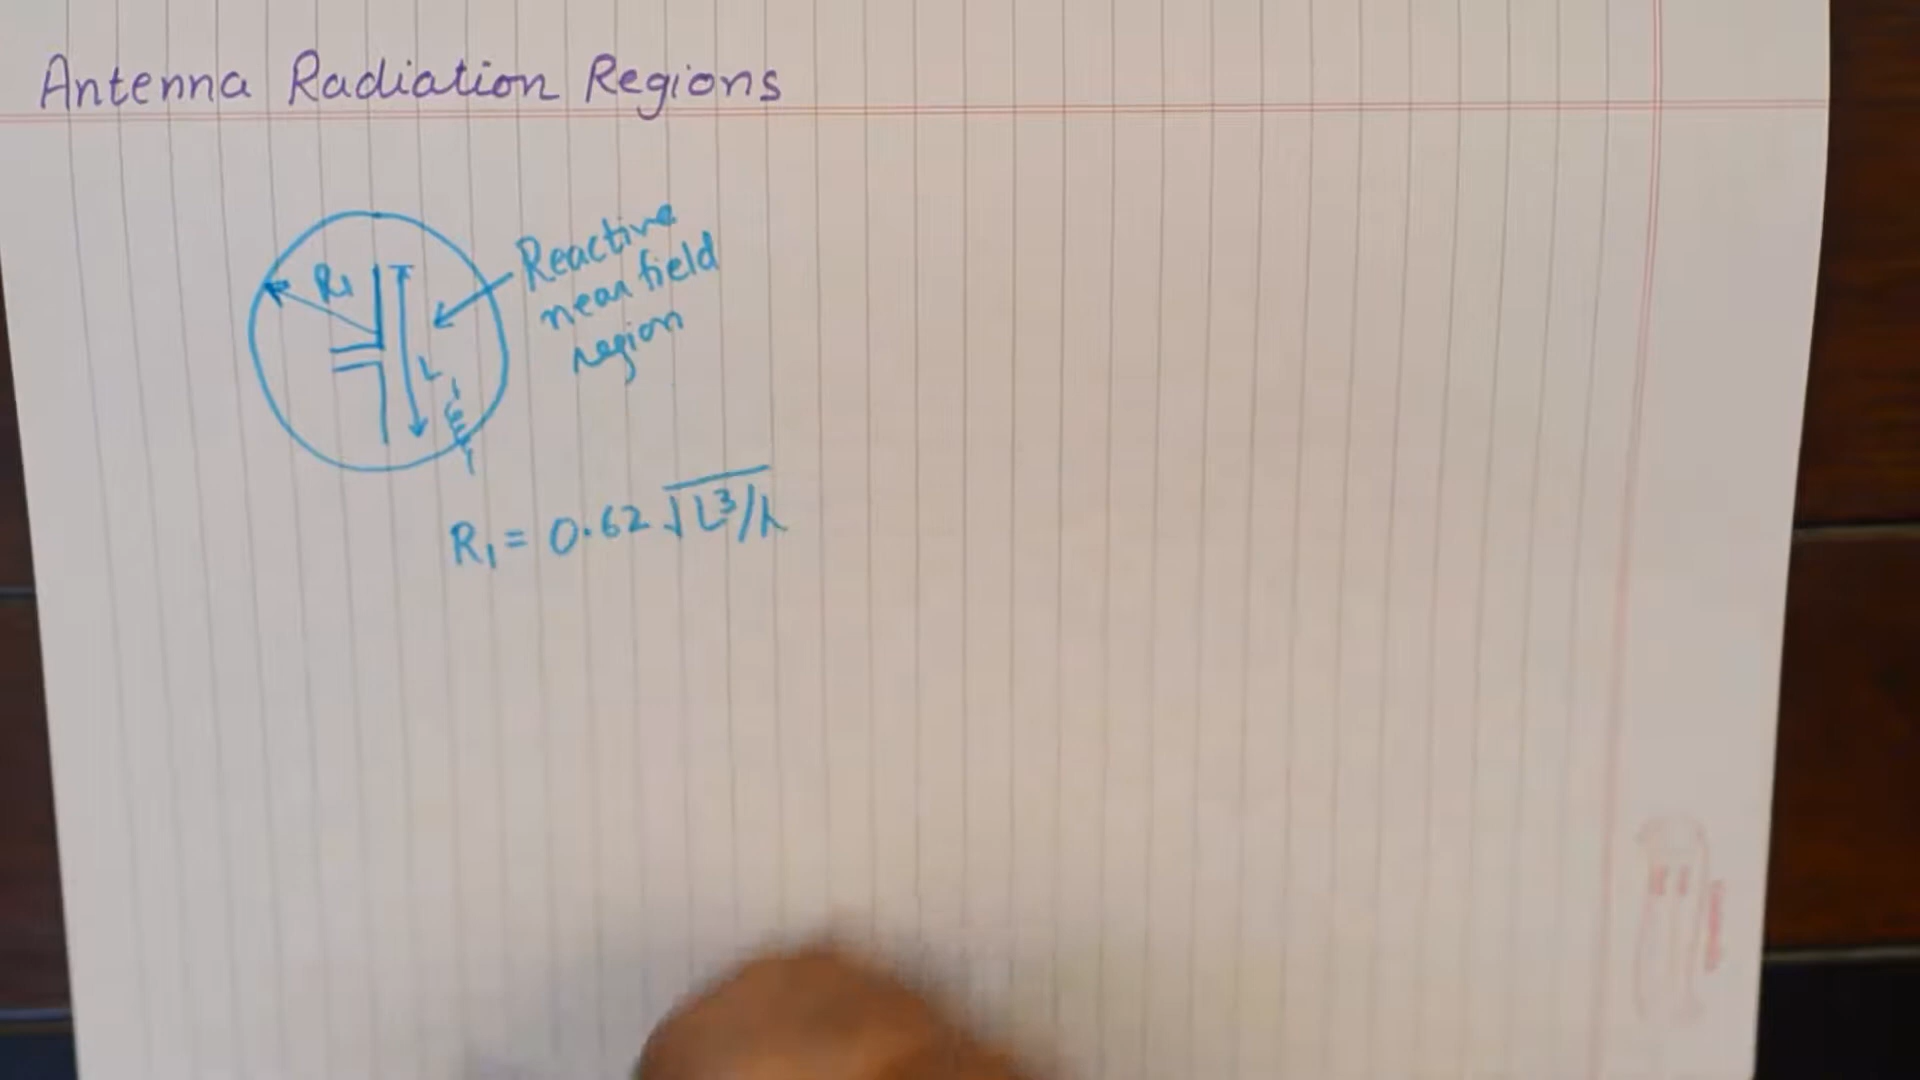 Antenna Radiation Regions
R1
L
Reactive
near field
region
R1 = 0.62 √L³/λ